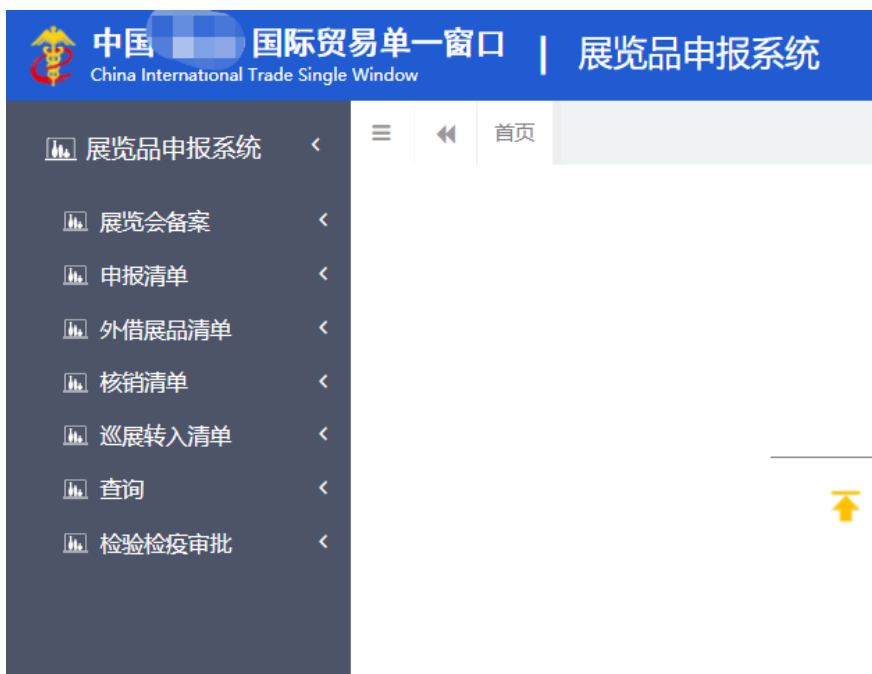 中国 国际贸易单一窗口 | 展览品申报系统
China International Trade Single Window
展览品申报系统
首页
展览会备案
申报清单
外借展品清单
核销清单
巡展转入清单
查询
检验检疫审批